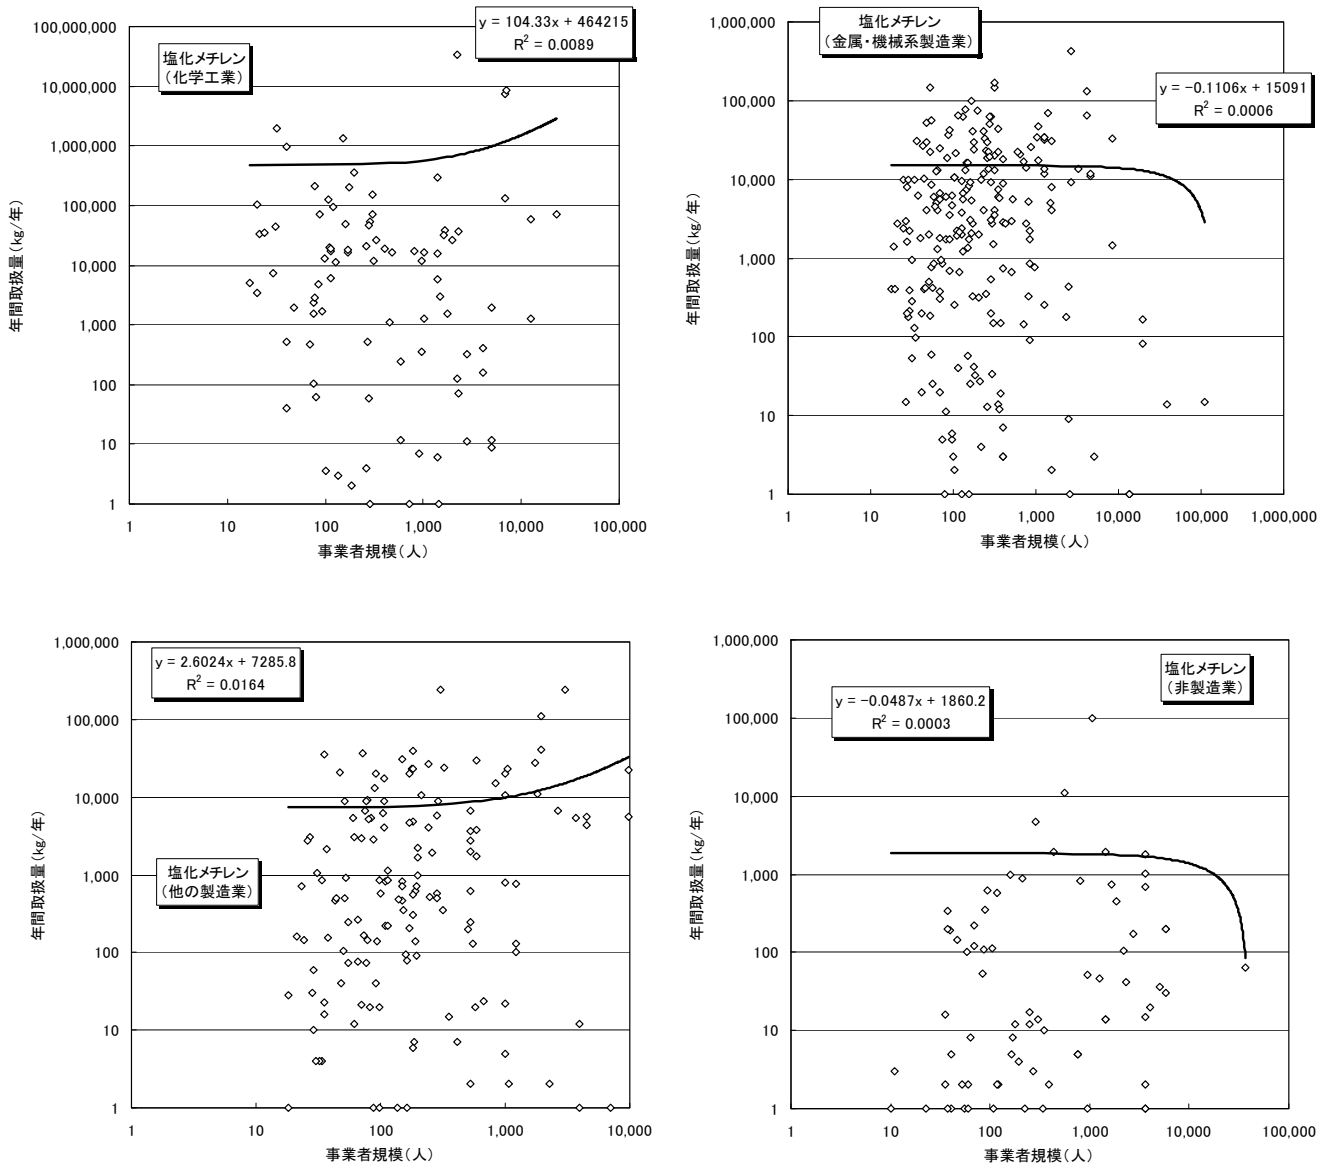 100,000,000
10,000,000
1,000,000
100,000
10,000
1,000
100
10
1
1 10 100 1,000 10,000 100,000
年間取扱量(kg/年)
事業者規模(人)
塩化メチレン
(化学工業)
y = 104.33x + 464215
R² = 0.0089
1,000,000
100,000
10,000
1,000
100
10
1
1 10 100 1,000 10,000 100,000 1,000,000
年間取扱量(kg/年)
事業者規模(人)
塩化メチレン
(金属・機械系製造業)
y = −0.1106x + 15091
R² = 0.0006
1,000,000
100,000
10,000
1,000
100
10
1
1 10 100 1,000 10,000
年間取扱量(kg/年)
事業者規模(人)
y = 2.6024x + 7285.8
R² = 0.0164
塩化メチレン
(他の製造業)
1,000,000
100,000
10,000
1,000
100
10
1
1 10 100 1,000 10,000 100,000
年間取扱量(kg/年)
事業者規模(人)
塩化メチレン
(非製造業)
y = −0.0487x + 1860.2
R² = 0.0003